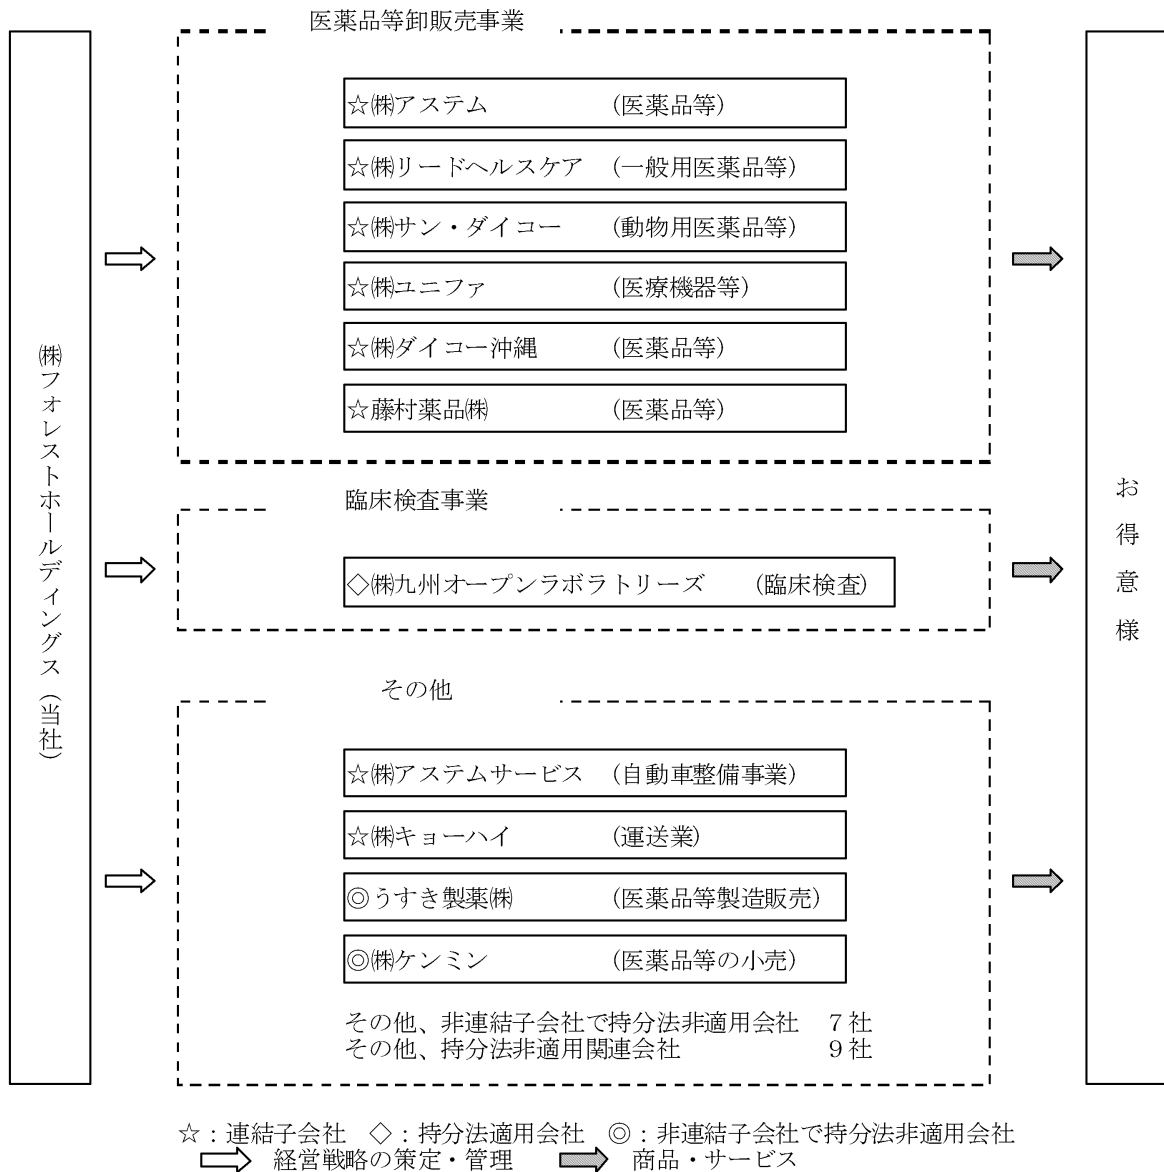 ㈱フォレストホールディングス（当社）
医薬品等卸販売事業
☆㈱アステム （医薬品等）
☆㈱リードヘルスケア （一般用医薬品等）
☆㈱サン・ダイコー （動物用医薬品等）
☆㈱ユニファ （医療機器等）
☆㈱ダイコー沖縄 （医薬品等）
☆藤村薬品㈱ （医薬品等）
臨床検査事業
◇㈱九州オープンラボラトリーズ （臨床検査）
その他
☆㈱アステムサービス （自動車整備事業）
☆㈱キョーハイ （運送業）
◎うすき製薬㈱ （医薬品等製造販売）
◎㈱ケンミン （医薬品等の小売）
その他、非連結子会社で持分法非適用会社 ７社
その他、持分法非適用関連会社 ９社
お得意様
☆：連結子会社 ◇：持分法適用会社 ◎：非連結子会社で持分法非適用会社
経営戦略の策定・管理 商品・サービス